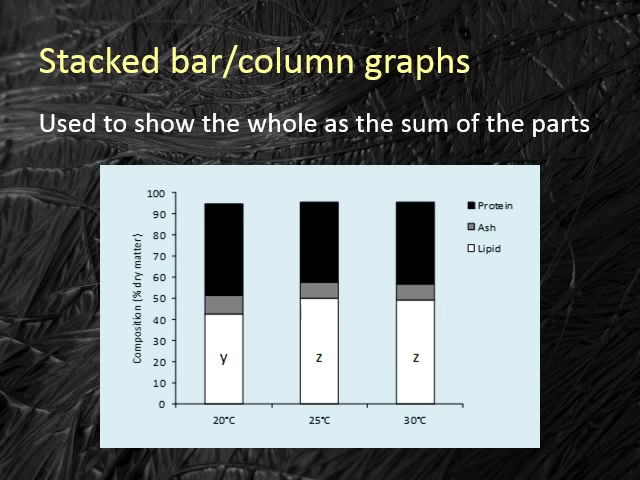 Stacked bar/column graphs
Used to show the whole as the sum of the parts
Composition (% dry matter)
100
90
80
70
60
50
40
30
20
10
0
y
z
z
20°C
25°C
30°C
Protein
Ash
Lipid